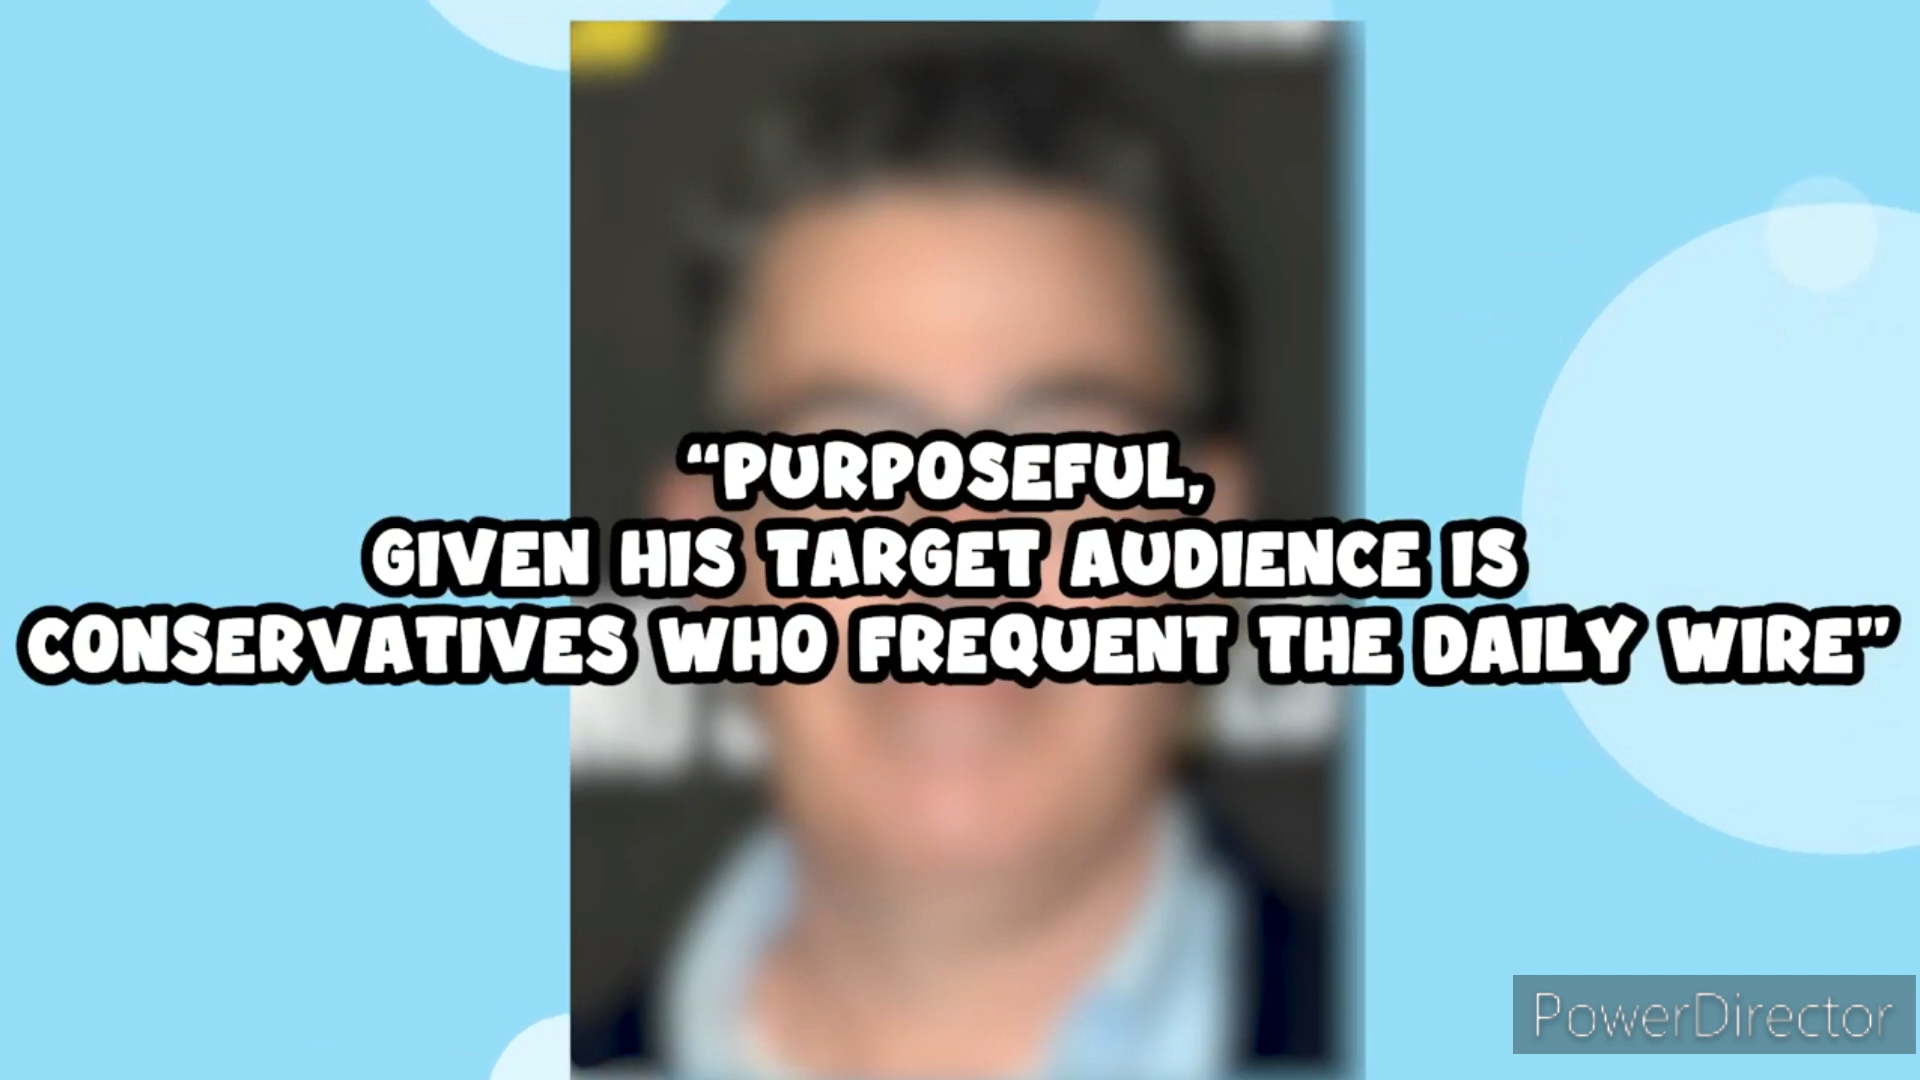 “PURPOSEFUL,
GIVEN HIS TARGET AUDIENCE IS
CONSERVATIVES WHO FREQUENT THE DAILY WIRE”
PowerDirector